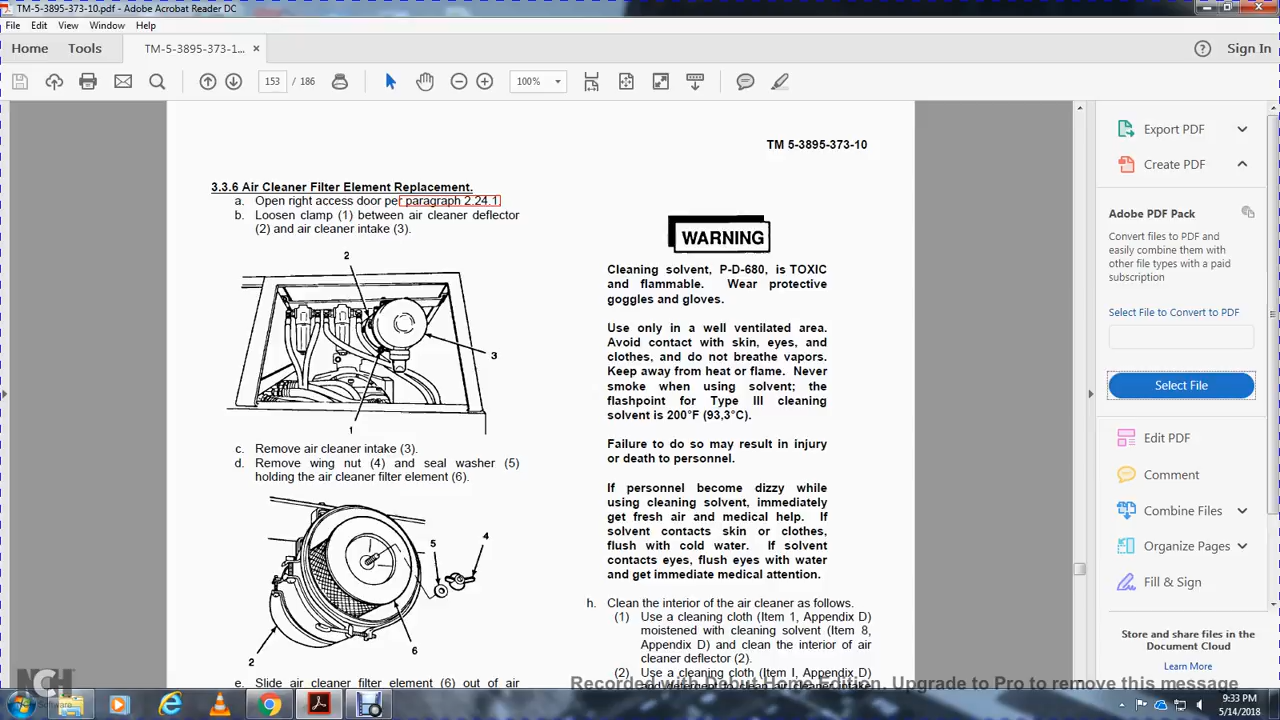 TM-5-3895-373-10.pdf - Adobe Acrobat Reader DC
File Edit View Window Help
Home Tools TM-5-3895-373-1... ×
Sign In
153 / 186
100%
TM 5-3895-373-10
3.3.6 Air Cleaner Filter Element Replacement.
a. Open right access door per paragraph 2.24.1
b. Loosen clamp (1) between air cleaner deflector
(2) and air cleaner intake (3).
2
3
1
c. Remove air cleaner intake (3).
d. Remove wing nut (4) and seal washer (5)
holding the air cleaner filter element (6).
4
5
6
2
e. Slide air cleaner filter element (6) out of air
WARNING
Cleaning solvent, P-D-680, is TOXIC
and flammable. Wear protective
goggles and gloves.
Use only in a well ventilated area.
Avoid contact with skin, eyes, and
clothes, and do not breathe vapors.
Keep away from heat or flame. Never
smoke when using solvent; the
flashpoint for Type III cleaning
solvent is 200°F (93,3°C).
Failure to do so may result in injury
or death to personnel.
If personnel become dizzy while
using cleaning solvent, immediately
get fresh air and medical help. If
solvent contacts skin or clothes,
flush with cold water. If solvent
contacts eyes, flush eyes with water
and get immediate medical attention.
h. Clean the interior of the air cleaner as follows.
(1) Use a cleaning cloth (Item 1, Appendix D)
moistened with cleaning solvent (Item 8,
Appendix D) and clean the interior of air
cleaner deflector (2).
(2) Use a cleaning cloth (Item I, Appendix D)
Export PDF
Create PDF
Adobe PDF Pack
Convert files to PDF and
easily combine them with
other file types with a paid
subscription
Select File to Convert to PDF
Select File
Edit PDF
Comment
Combine Files
Organize Pages
Fill & Sign
Store and share files in the
Document Cloud
Learn More
NCH
Software
Recorded with Debut Home Edition. Upgrade to Pro to remove this message
9:33 PM
5/14/2018